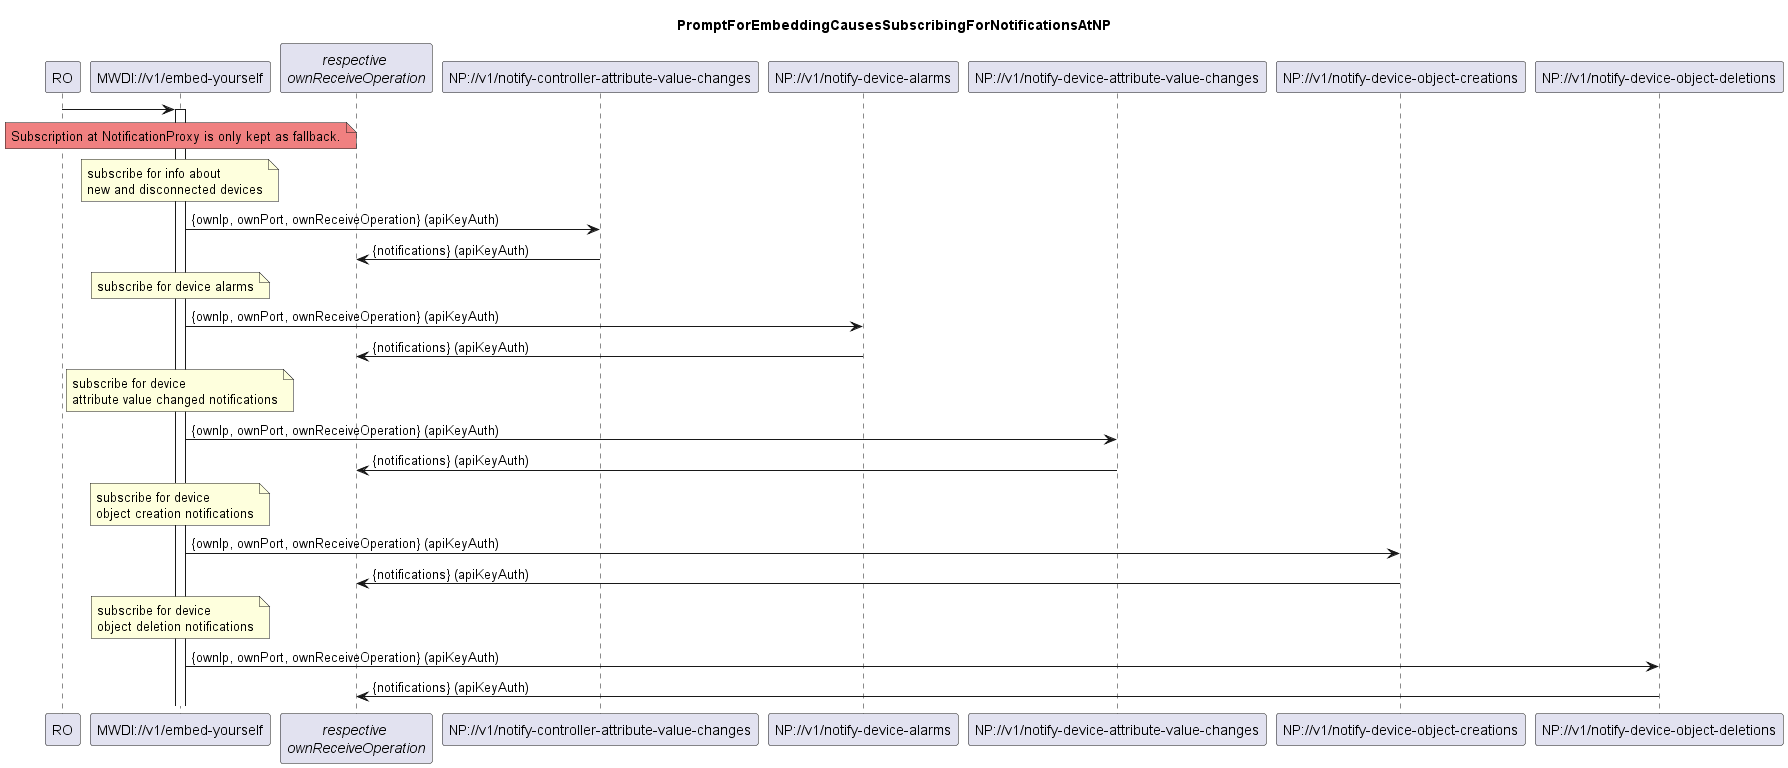 PromptForEmbeddingCausesSubscribingForNotificationsAtNP
RO
MWDI://v1/embed-yourself
respective
ownReceiveOperation
NP://v1/notify-controller-attribute-value-changes
NP://v1/notify-device-alarms
NP://v1/notify-device-attribute-value-changes
NP://v1/notify-device-object-creations
NP://v1/notify-device-object-deletions
Subscription at NotificationProxy is only kept as fallback.
subscribe for info about
new and disconnected devices
{ownIp, ownPort, ownReceiveOperation} (apiKeyAuth)
{notifications} (apiKeyAuth)
subscribe for device alarms
{ownIp, ownPort, ownReceiveOperation} (apiKeyAuth)
{notifications} (apiKeyAuth)
subscribe for device
attribute value changed notifications
{ownIp, ownPort, ownReceiveOperation} (apiKeyAuth)
{notifications} (apiKeyAuth)
subscribe for device
object creation notifications
{ownIp, ownPort, ownReceiveOperation} (apiKeyAuth)
{notifications} (apiKeyAuth)
subscribe for device
object deletion notifications
{ownIp, ownPort, ownReceiveOperation} (apiKeyAuth)
{notifications} (apiKeyAuth)
RO
MWDI://v1/embed-yourself
respective
ownReceiveOperation
NP://v1/notify-controller-attribute-value-changes
NP://v1/notify-device-alarms
NP://v1/notify-device-attribute-value-changes
NP://v1/notify-device-object-creations
NP://v1/notify-device-object-deletions